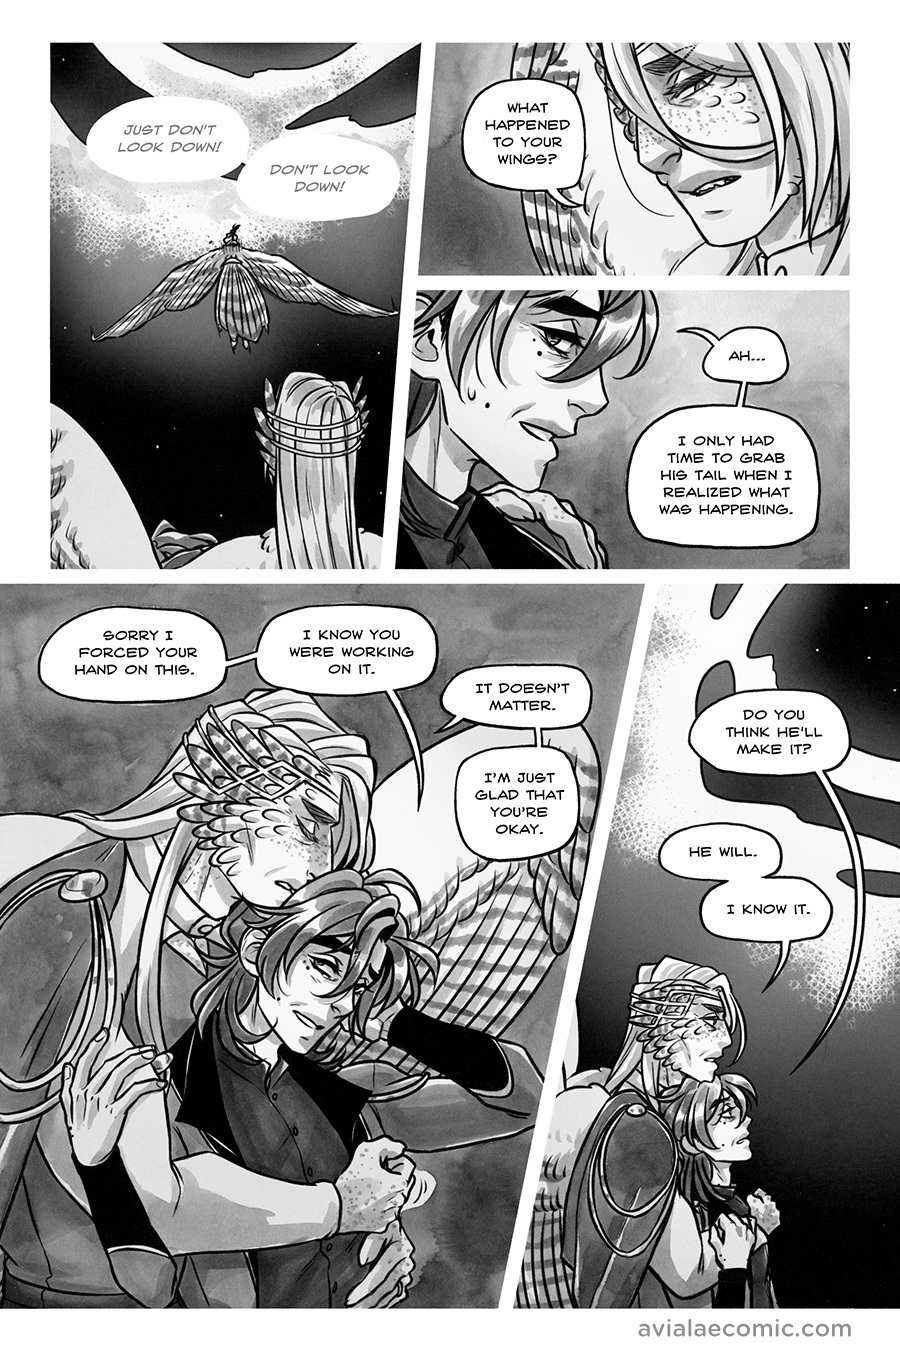 JUST DON'T
LOOK DOWN!
DON'T LOOK
DOWN!
WHAT
HAPPENED
TO YOUR
WINGS?
AH...
I ONLY HAD
TIME TO GRAB
HIS TAIL WHEN I
REALIZED WHAT
WAS HAPPENING.
SORRY I
FORCED YOUR
HAND ON THIS.
I KNOW YOU
WERE WORKING
ON IT.
IT DOESN'T
MATTER.
I'M JUST
GLAD THAT
YOU'RE
OKAY.
DO YOU
THINK HE'LL
MAKE IT?
HE WILL.
I KNOW IT.
avialaecomic.com